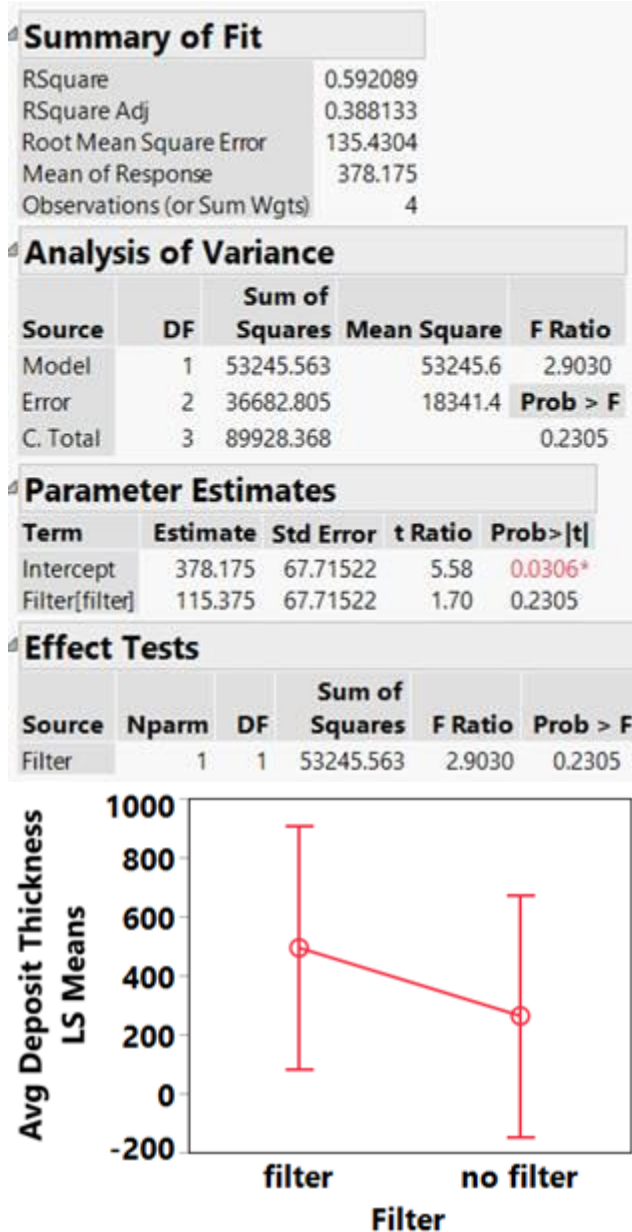 Summary of Fit
RSquare 0.592089
RSquare Adj 0.388133
Root Mean Square Error 135.4304
Mean of Response 378.175
Observations (or Sum Wgts) 4
Analysis of Variance
Sum of
Source DF Squares Mean Square F Ratio
Model 1 53245.563 53245.6 2.9030
Error 2 36682.805 18341.4 Prob > F
C. Total 3 89928.368 0.2305
Parameter Estimates
Term Estimate Std Error t Ratio Prob>|t|
Intercept 378.175 67.71522 5.58 0.0306*
Filter[filter] 115.375 67.71522 1.70 0.2305
Effect Tests
Sum of
Source Nparm DF Squares F Ratio Prob > F
Filter 1 1 53245.563 2.9030 0.2305
Avg Deposit Thickness
LS Means
1000
800
600
400
200
0
-200
filter no filter
Filter